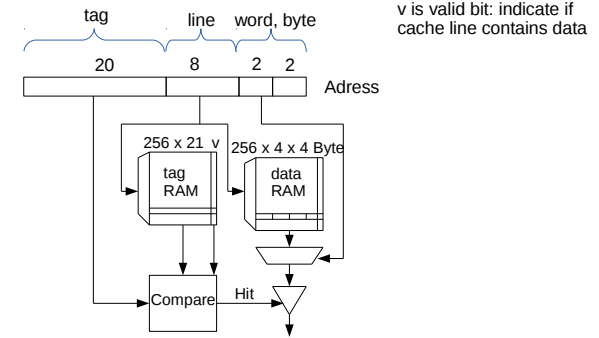 tag
line
word, byte
v is valid bit: indicate if
cache line contains data
20
8
2
2
Adress
256 x 21 v
256 x 4 x 4 Byte
tag
RAM
data
RAM
Compare
Hit